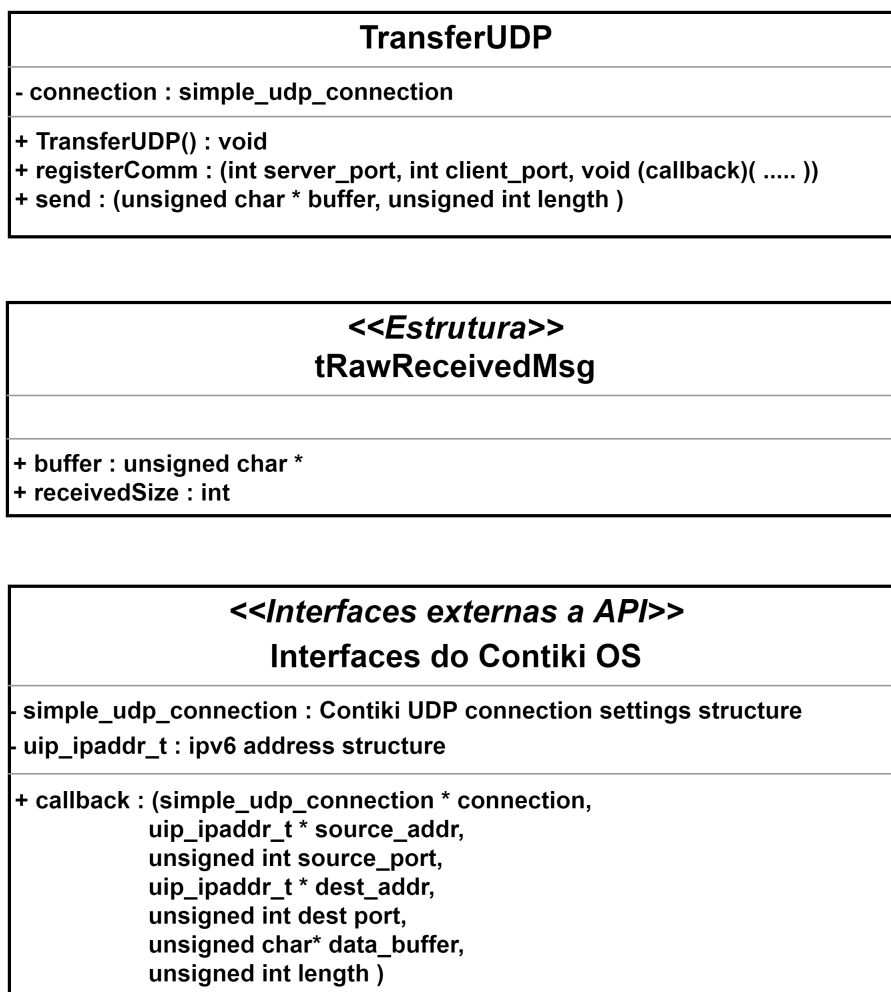 TransferUDP
- connection : simple_udp_connection
+ TransferUDP() : void
+ registerComm : (int server_port, int client_port, void (callback)( ..... ))
+ send : (unsigned char * buffer, unsigned int length )
<<Estrutura>>
tRawReceivedMsg
+ buffer : unsigned char *
+ receivedSize : int
<<Interfaces externas a API>>
Interfaces do Contiki OS
- simple_udp_connection : Contiki UDP connection settings structure
- uip_ipaddr_t : ipv6 address structure
+ callback : (simple_udp_connection * connection,
uip_ipaddr_t * source_addr,
unsigned int source_port,
uip_ipaddr_t * dest_addr,
unsigned int dest port,
unsigned char* data_buffer,
unsigned int length )